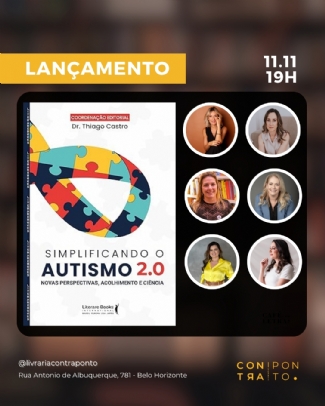 LANÇAMENTO
11.11
19H
COORDENAÇÃO EDITORIAL
Dr. Thiago Castro
SIMPLIFICANDO O
AUTISMO 2.0
NOVAS PERSPECTIVAS, ACOLHIMENTO E CIÊNCIA
Literare Books
INTERNATIONAL
@livrariacontraponto
Rua Antonio de Albuquerque, 781 - Belo Horizonte
CON PON
TRA TO.